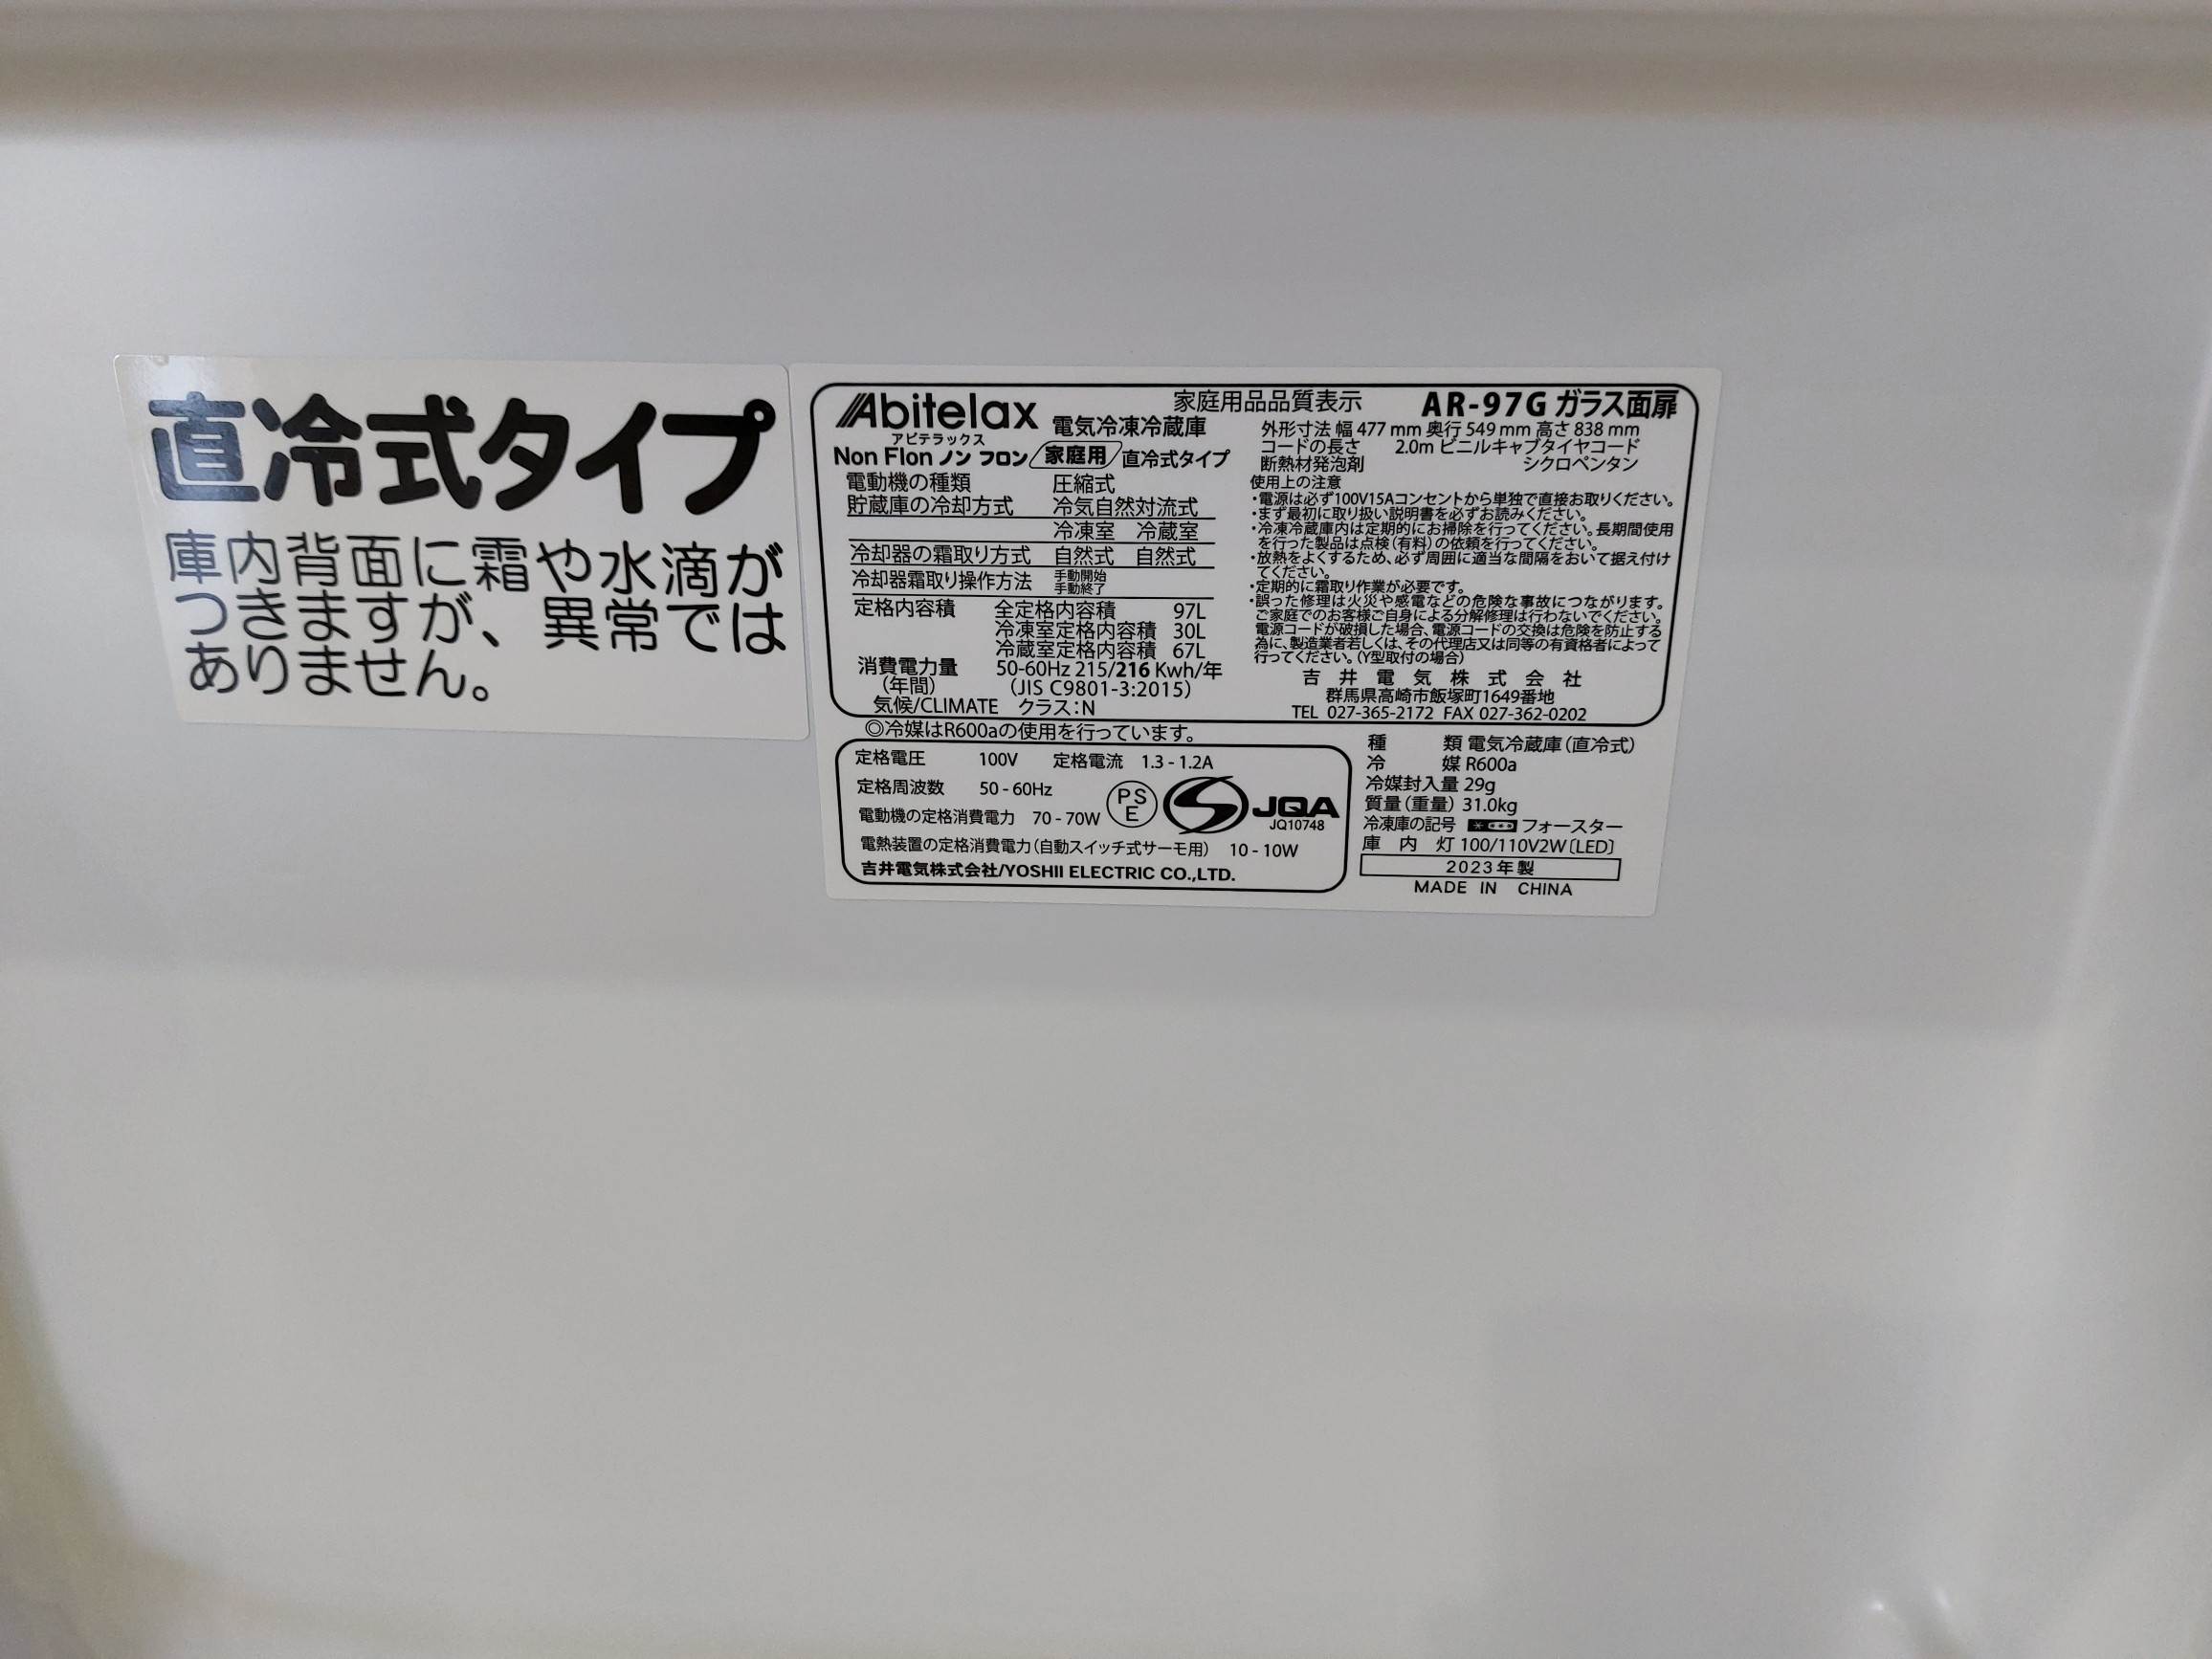 直冷式タイプ
庫内背面に霜や水滴が
つきますが、異常では
ありません。
Abitelax 電気冷凍冷蔵庫
アビテラックス
Non Flon ノン フロン 家庭用 直冷式タイプ
電動機の種類 圧縮式
貯蔵庫の冷却方式 冷気自然対流式
冷凍室 冷蔵室
冷却器の霜取り方式 自然式 自然式
冷却器霜取り操作方法 手動開始
手動終了
定格内容積 全定格内容積 97L
冷凍室定格内容積 30L
冷蔵室定格内容積 67L
消費電力量 50-60Hz 215/216 Kwh/年
(年間) (JIS C9801-3:2015)
気候/CLIMATE クラス:N
家庭用品品質表示 AR-97G ガラス面扉
外形寸法 幅 477 mm 奥行 549 mm 高さ 838 mm
コードの長さ 2.0m ビニルキャブタイヤコード
断熱材発泡剤 シクロペンタン
使用上の注意
・電源は必ず100V15Aコンセントから単独で直接お取りください。
・まず最初に取り扱い説明書を必ずお読みください。
・冷凍冷蔵庫内は定期的にお掃除を行ってください。長期間使用
を行った製品は点検(有料)の依頼を行ってください。
・放熱をよくするため、必ず周囲に適当な間隔をおいて据え付け
てください。
・定期的に霜取り作業が必要です。
・誤った修理は火災や感電などの危険な事故につながります。
ご家庭でのお客様ご自身による分解修理は行わないでください。
電源コードが破損した場合、電源コードの交換は危険を防止する
為に、製造業者若しくは、その代理店又は同等の有資格者によって
行ってください。(Y型取付の場合)
吉井電気株式会社
群馬県高崎市飯塚町1649番地
TEL 027-365-2172 FAX 027-362-0202
◎冷媒はR600aの使用を行っています。
定格電圧 100V 定格電流 1.3 - 1.2A
定格周波数 50 - 60Hz
電動機の定格消費電力 70 - 70W
PS
E
JQA
JQ10748
電熱装置の定格消費電力(自動スイッチ式サーモ用) 10 - 10W
吉井電気株式会社/YOSHII ELECTRIC CO.,LTD.
種類 電気冷蔵庫(直冷式)
冷媒 R600a
冷媒封入量 29g
質量(重量) 31.0kg
冷凍庫の記号 フォースター
庫内灯 100/110V2W〔LED〕
2023年製
MADE IN CHINA